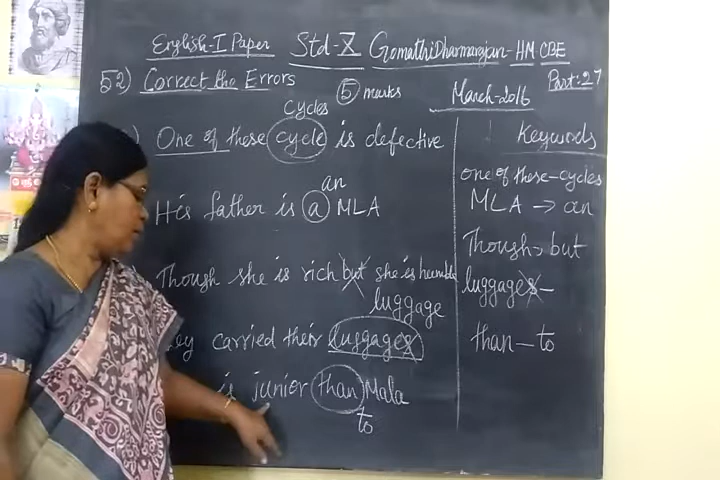 English-I Paper Std-X Gomathi Dharmarajan-HM CBE
52) Correct the Errors Part:27
5 marks March-2016
cycles
One of these cycle is defective
an
His father is a MLA
Though she is rich but she is humble
luggage
carried their luggages
is junior than Mala
to
Keywords
one of these-cycles
MLA → an
Though> but
luggages-
than-to